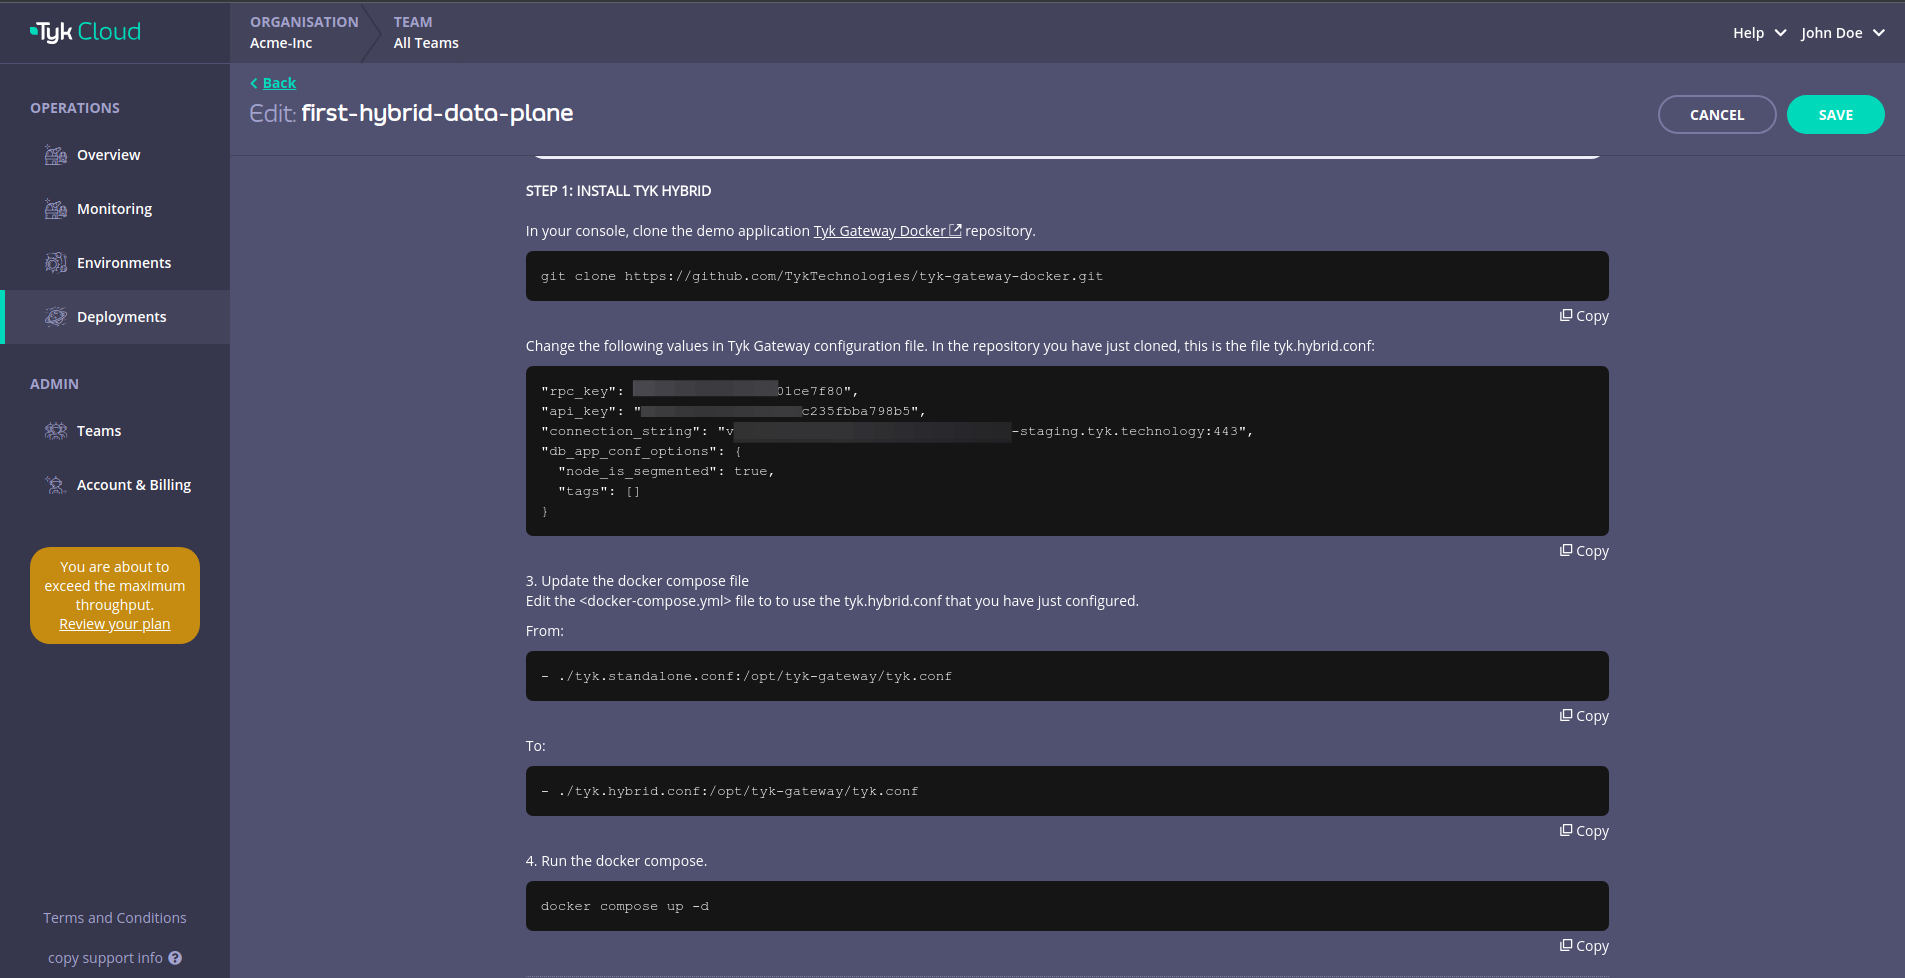 Tyk Cloud
ORGANISATION
Acme-Inc
TEAM
All Teams
Help
John Doe
OPERATIONS
Overview
Monitoring
Environments
Deployments
ADMIN
Teams
Account & Billing
You are about to
exceed the maximum
throughput.
Review your plan
Terms and Conditions
copy support info ?
Back
Edit: first-hybrid-data-plane
CANCEL
SAVE
STEP 1: INSTALL TYK HYBRID
In your console, clone the demo application Tyk Gateway Docker repository.
git clone https://github.com/TykTechnologies/tyk-gateway-docker.git
Copy
Change the following values in Tyk Gateway configuration file. In the repository you have just cloned, this is the file tyk.hybrid.conf:
"rpc_key": 01ce7f80",
"api_key": "c235fbba798b5",
"connection_string": "v-staging.tyk.technology:443",
"db_app_conf_options": {
"node_is_segmented": true,
"tags": []
}
Copy
3. Update the docker compose file
Edit the <docker-compose.yml> file to to use the tyk.hybrid.conf that you have just configured.
From:
- ./tyk.standalone.conf:/opt/tyk-gateway/tyk.conf
Copy
To:
- ./tyk.hybrid.conf:/opt/tyk-gateway/tyk.conf
Copy
4. Run the docker compose.
docker compose up -d
Copy